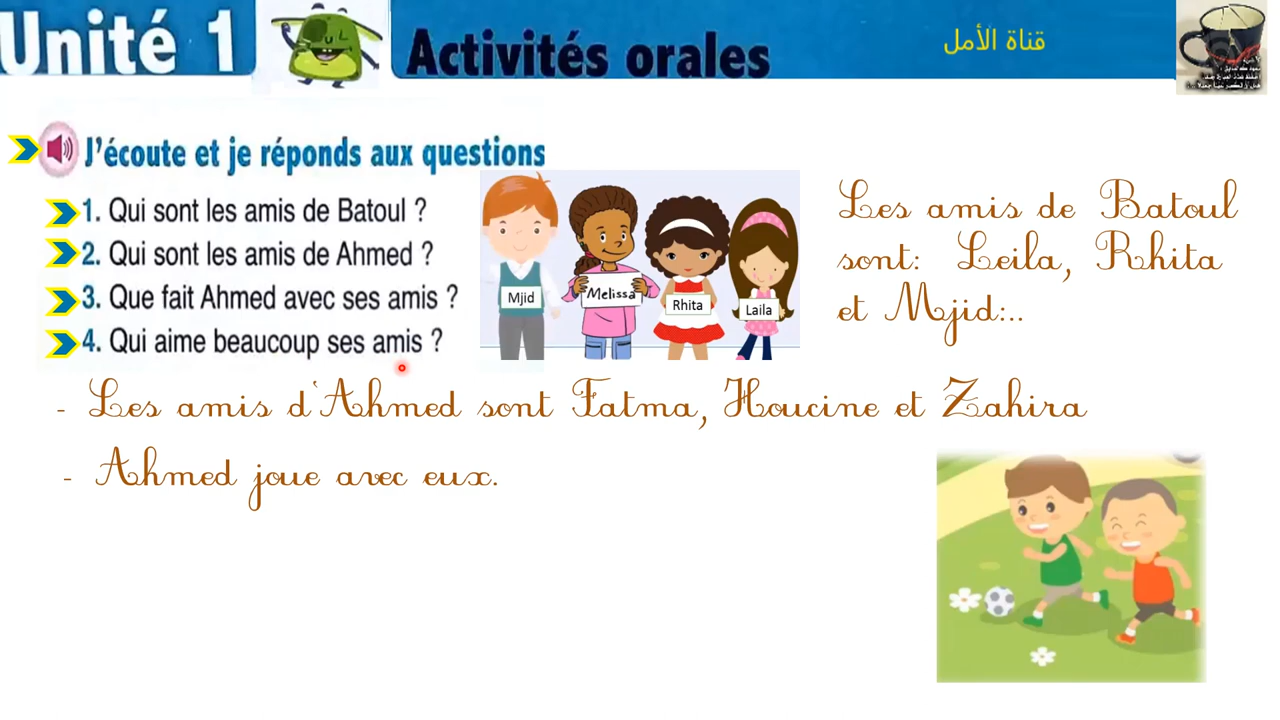 Unité 1
Activités orales
قناة الأمل
J'écoute et je réponds aux questions
1. Qui sont les amis de Batoul ?
2. Qui sont les amis de Ahmed ?
3. Que fait Ahmed avec ses amis ?
4. Qui aime beaucoup ses amis ?
Mjid
Melissa
Rhita
Laila
Les amis de Batoul
sont: Leila, Rhita
et Mjid:..
- Les amis d'Ahmed sont Fatma, Houcine et Zahira
- Ahmed joue avec eux.